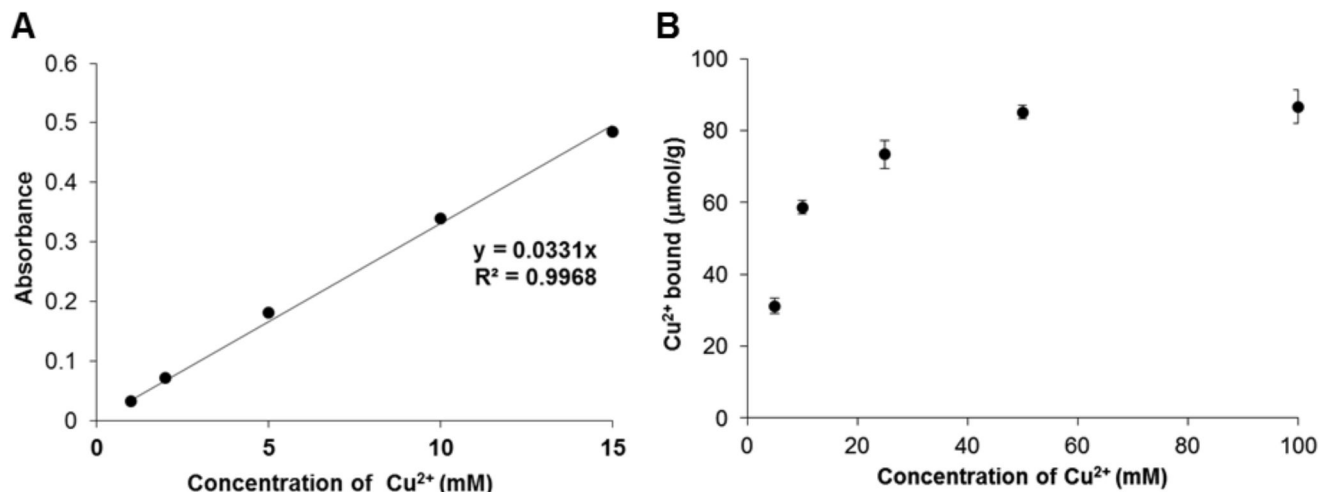 A
Absorbance
0.6
0.5
0.4
0.3
0.2
0.1
0
0
5
10
15
y = 0.0331x
R² = 0.9968
Concentration of Cu²⁺ (mM)
B
Cu²⁺ bound (μmol/g)
100
80
60
40
20
0
0
20
40
60
80
100
Concentration of Cu²⁺ (mM)